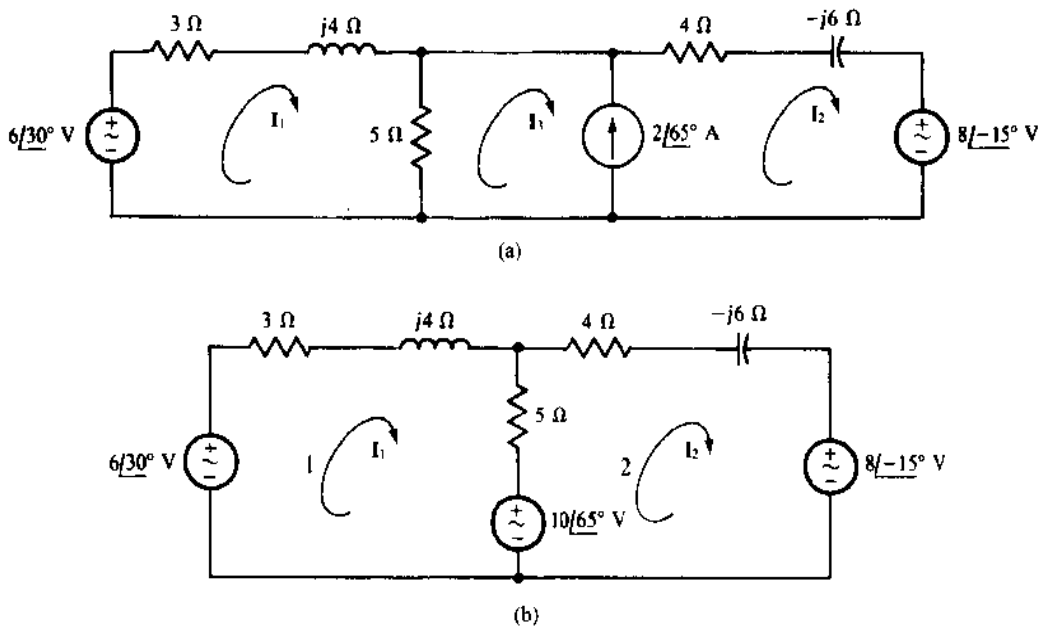 3 Ω j4 Ω 4 Ω −j6 Ω
6/30° V + ~ − I₁ 5 Ω I₃ 2/65° A I₂ + ~ − 8/−15° V
(a)
3 Ω j4 Ω 4 Ω −j6 Ω
5 Ω
6/30° V + ~ − 1 I₁ 2 I₂ + ~ − 8/−15° V
+ ~ − 10/65° V
(b)